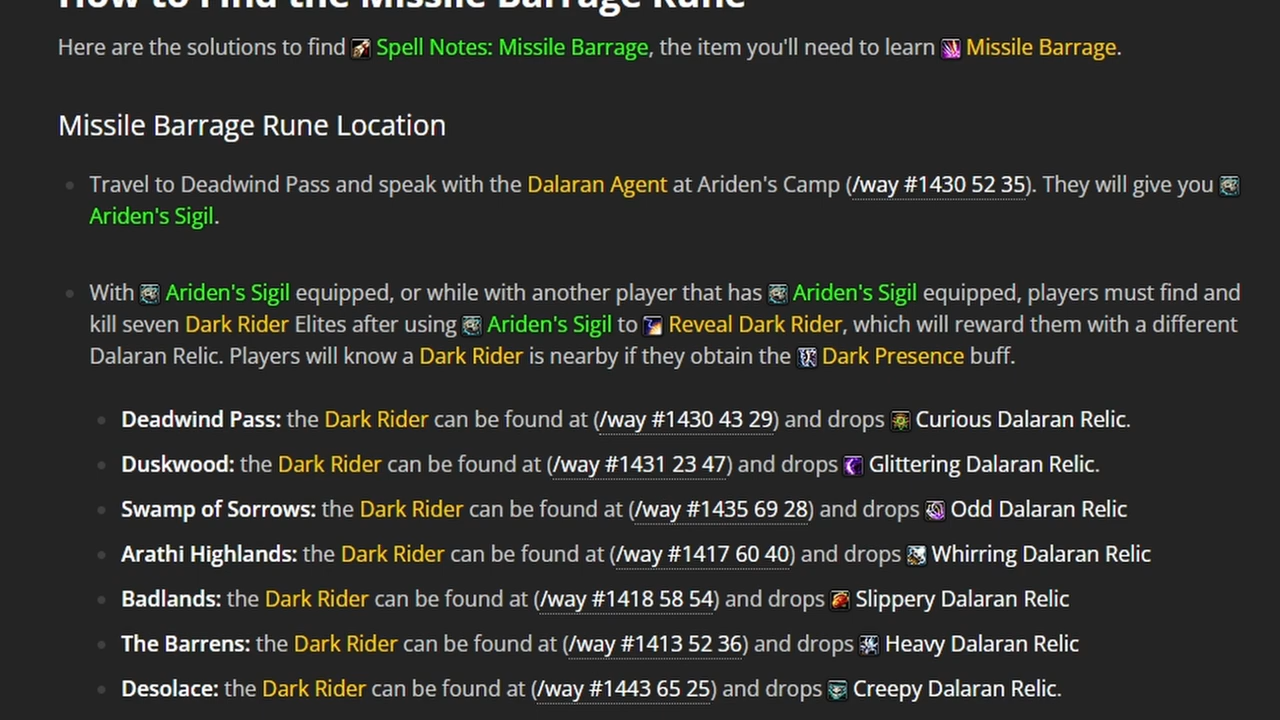 How to Find the Missile Barrage Rune
Here are the solutions to find Spell Notes: Missile Barrage, the item you'll need to learn Missile Barrage.
Missile Barrage Rune Location
Travel to Deadwind Pass and speak with the Dalaran Agent at Ariden's Camp (/way #1430 52 35). They will give you
Ariden's Sigil.
With Ariden's Sigil equipped, or while with another player that has Ariden's Sigil equipped, players must find and
kill seven Dark Rider Elites after using Ariden's Sigil to Reveal Dark Rider, which will reward them with a different
Dalaran Relic. Players will know a Dark Rider is nearby if they obtain the Dark Presence buff.
Deadwind Pass: the Dark Rider can be found at (/way #1430 43 29) and drops Curious Dalaran Relic.
Duskwood: the Dark Rider can be found at (/way #1431 23 47) and drops Glittering Dalaran Relic.
Swamp of Sorrows: the Dark Rider can be found at (/way #1435 69 28) and drops Odd Dalaran Relic
Arathi Highlands: the Dark Rider can be found at (/way #1417 60 40) and drops Whirring Dalaran Relic
Badlands: the Dark Rider can be found at (/way #1418 58 54) and drops Slippery Dalaran Relic
The Barrens: the Dark Rider can be found at (/way #1413 52 36) and drops Heavy Dalaran Relic
Desolace: the Dark Rider can be found at (/way #1443 65 25) and drops Creepy Dalaran Relic.